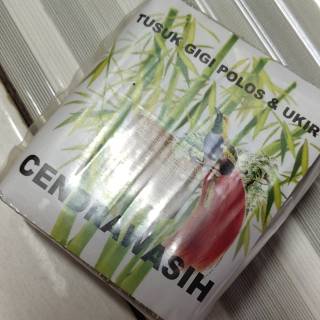 TUSUK GIGI POLOS & UKIR
CENDRAWASIH